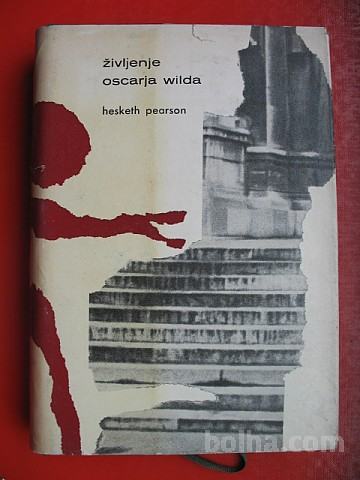 življenje
oscarja wilda
hesketh pearson
bolha.com